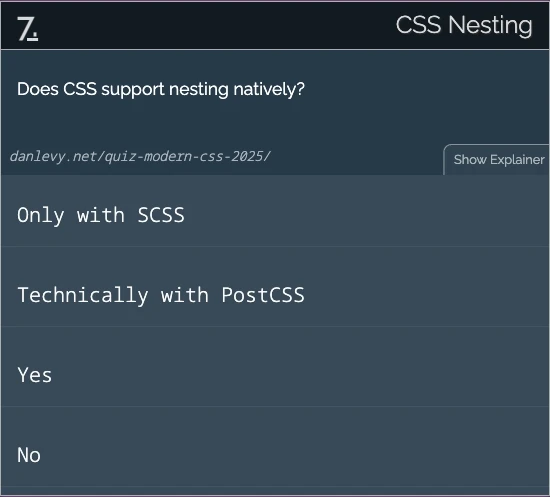 7.
CSS Nesting
Does CSS support nesting natively?
danlevy.net/quiz-modern-css-2025/
Show Explainer
Only with SCSS
Technically with PostCSS
Yes
No